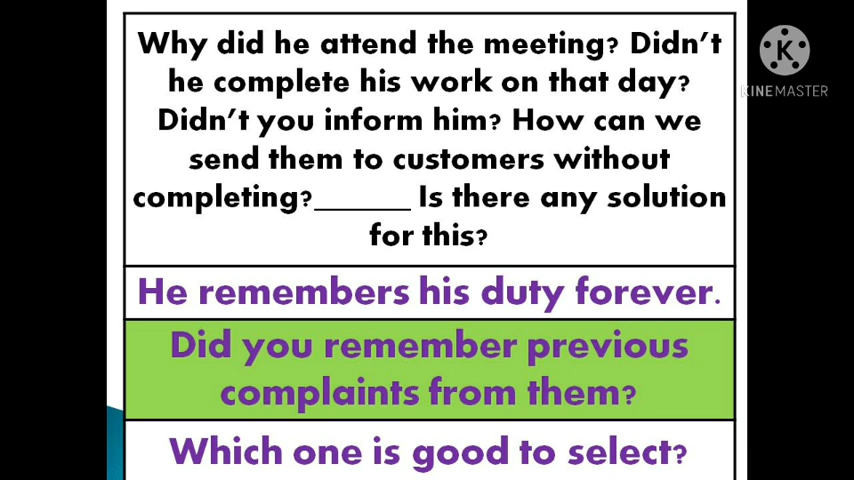 Why did he attend the meeting? Didn't
he complete his work on that day?
Didn't you inform him? How can we
send them to customers without
completing?______ Is there any solution
for this?
He remembers his duty forever.
Did you remember previous
complaints from them?
Which one is good to select?
K
KINEMASTER